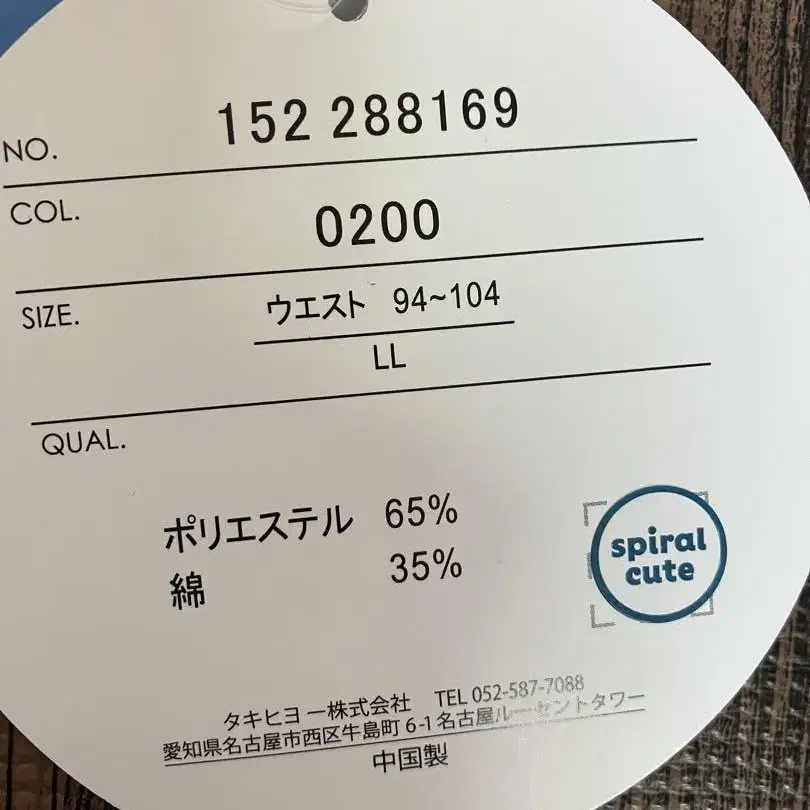 NO. 152 288169
COL. 0200
SIZE. ウエスト 94~104
LL
QUAL.
ポリエステル 65%
綿 35%
spiral
cute
タキヒヨー株式会社 TEL 052-587-7088
愛知県名古屋市西区牛島町6-1名古屋ルーセントタワー
中国製